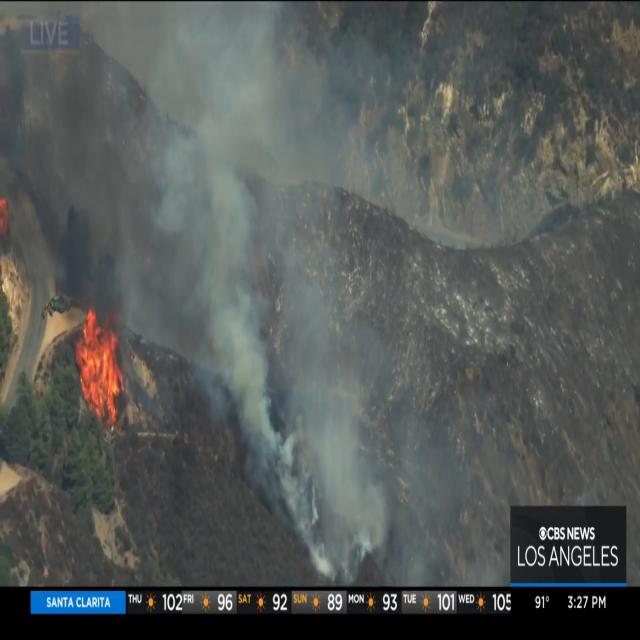 LIVE
CBS NEWS
LOS ANGELES
SANTA CLARITA THU 102 FRI 96 SAT 92 SUN 89 MON 93 TUE 101 WED 105 91° 3:27 PM